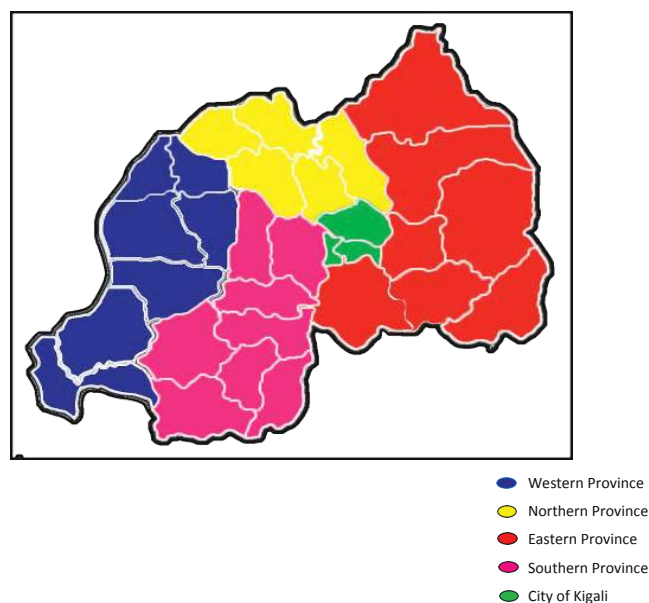 Western Province
Northern Province
Eastern Province
Southern Province
City of Kigali